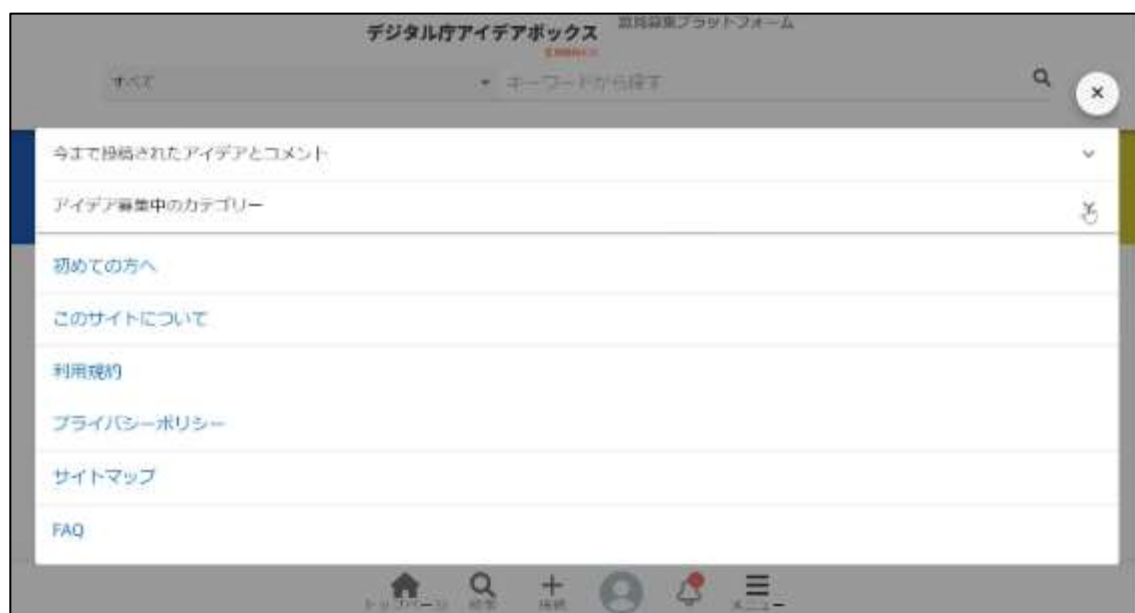 デジタル庁アイデアボックス
意見募集プラットフォーム
すべて
キーワードから探す
今まで投稿されたアイデアとコメント
アイデア募集中のカテゴリー
初めての方へ
このサイトについて
利用規約
プライバシーポリシー
サイトマップ
FAQ
トップページ
検索
メニュー